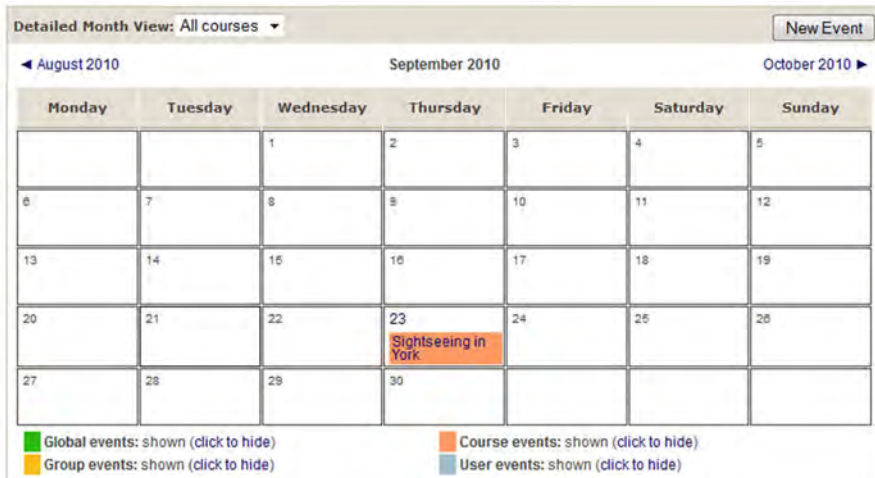 Detailed Month View: All courses
New Event
◄ August 2010
September 2010
October 2010 ►
Monday Tuesday Wednesday Thursday Friday Saturday Sunday
1 2 3 4 5
6 7 8 9 10 11 12
13 14 15 16 17 18 19
20 21 22 23 24 25 26
Sightseeing in
York
27 28 29 30
Global events: shown (click to hide)
Course events: shown (click to hide)
Group events: shown (click to hide)
User events: shown (click to hide)